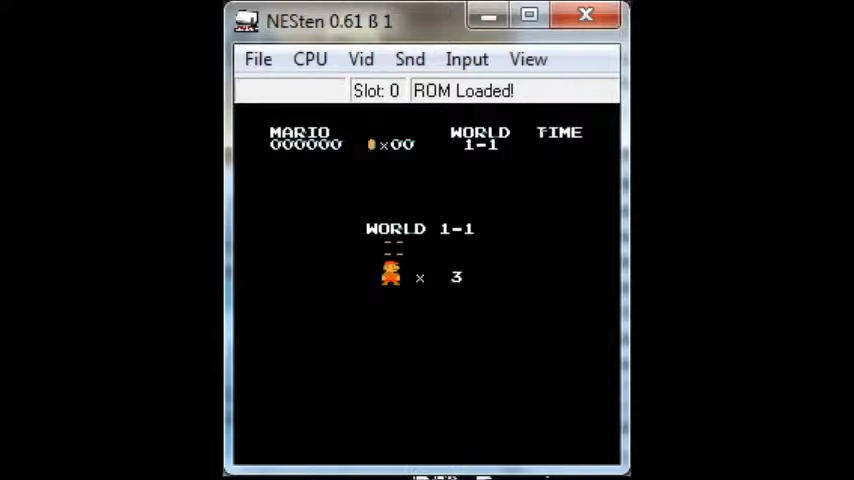 NESten 0.61 ß 1
File CPU Vid Snd Input View
Slot: 0 ROM Loaded!
MARIO WORLD TIME
000000 ×00 1-1
WORLD 1-1
× 3